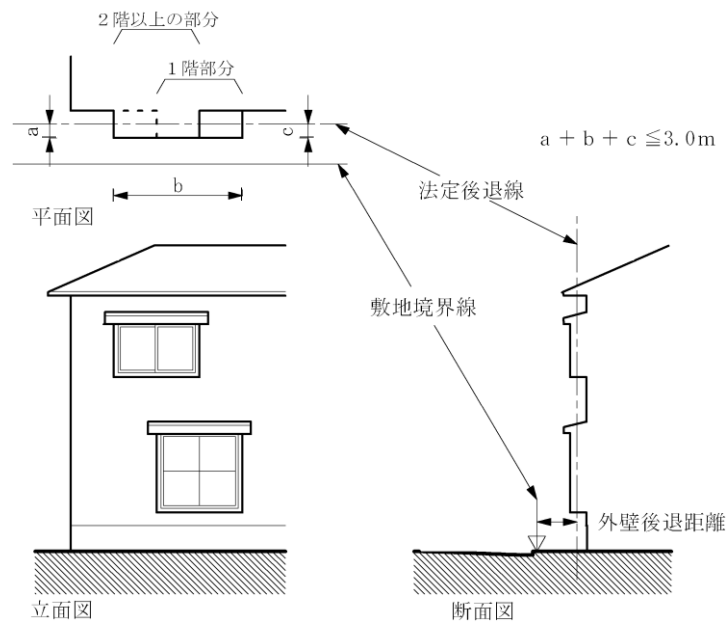 2階以上の部分
1階部分
a
c
a + b + c ≦3.0m
b
法定後退線
平面図
敷地境界線
外壁後退距離
立面図
断面図